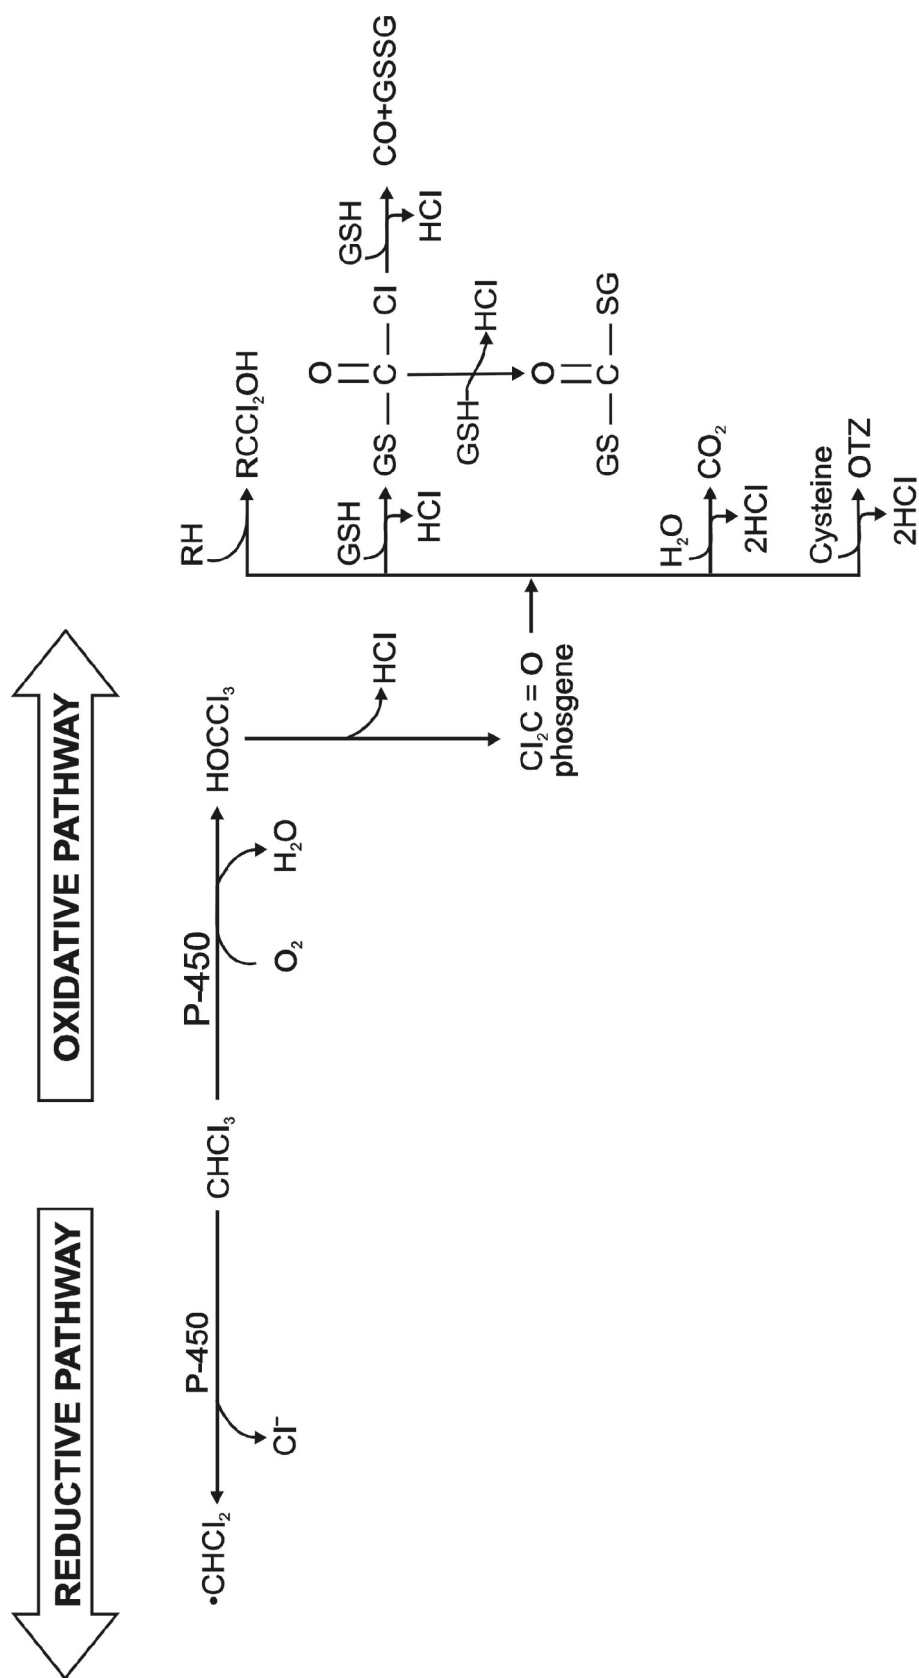 REDUCTIVE PATHWAY
OXIDATIVE PATHWAY
•CHCl₂
P-450
Cl⁻
CHCl₃
P-450
O₂
H₂O
HOCCl₃
HCl
Cl₂C = O
phosgene
RH
RCCl₂OH
GSH
HCl
O
GS — C — Cl
GSH
HCl
CO+GSSG
GSH
HCl
O
GS — C — SG
H₂O
CO₂
2HCl
Cysteine
OTZ
2HCl